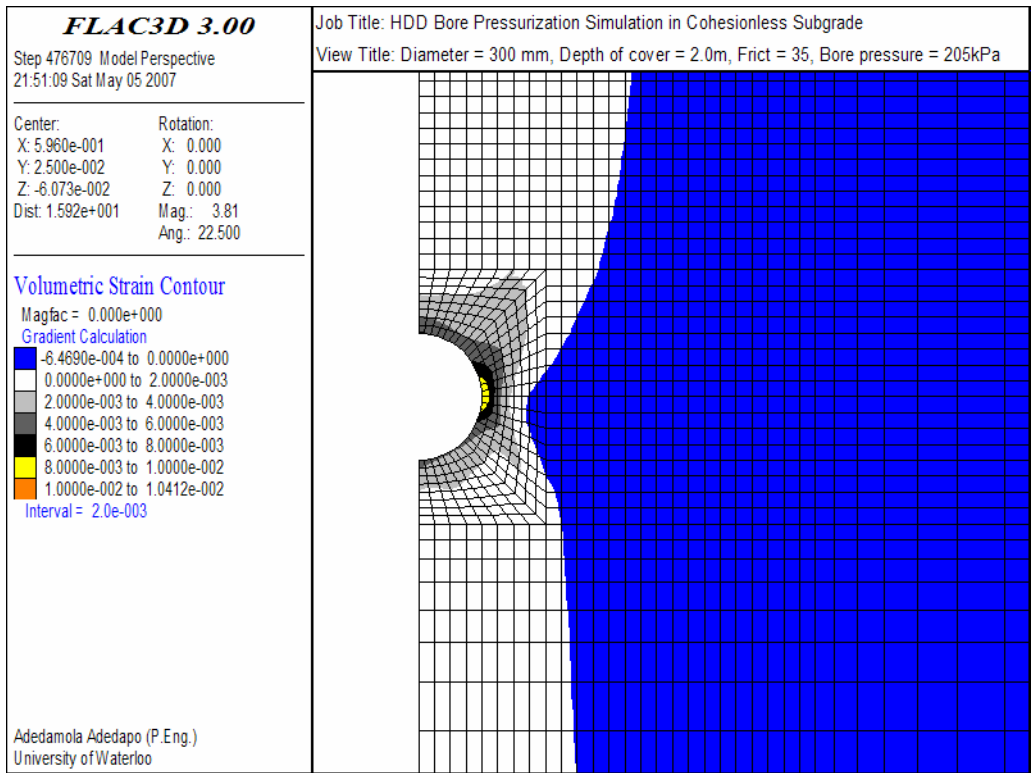 FLAC3D 3.00
Step 476709 Model Perspective
21:51:09 Sat May 05 2007
Center:
X: 5.960e-001
Y: 2.500e-002
Z: -6.073e-002
Dist: 1.592e+001
Rotation:
X: 0.000
Y: 0.000
Z: 0.000
Mag.: 3.81
Ang.: 22.500
Volumetric Strain Contour
Magfac = 0.000e+000
Gradient Calculation
-6.4690e-004 to 0.0000e+000
0.0000e+000 to 2.0000e-003
2.0000e-003 to 4.0000e-003
4.0000e-003 to 6.0000e-003
6.0000e-003 to 8.0000e-003
8.0000e-003 to 1.0000e-002
1.0000e-002 to 1.0412e-002
Interval = 2.0e-003
Adedamola Adedapo (P.Eng.)
University of Waterloo
Job Title: HDD Bore Pressurization Simulation in Cohesionless Subgrade
View Title: Diameter = 300 mm, Depth of cover = 2.0m, Frict = 35, Bore pressure = 205kPa